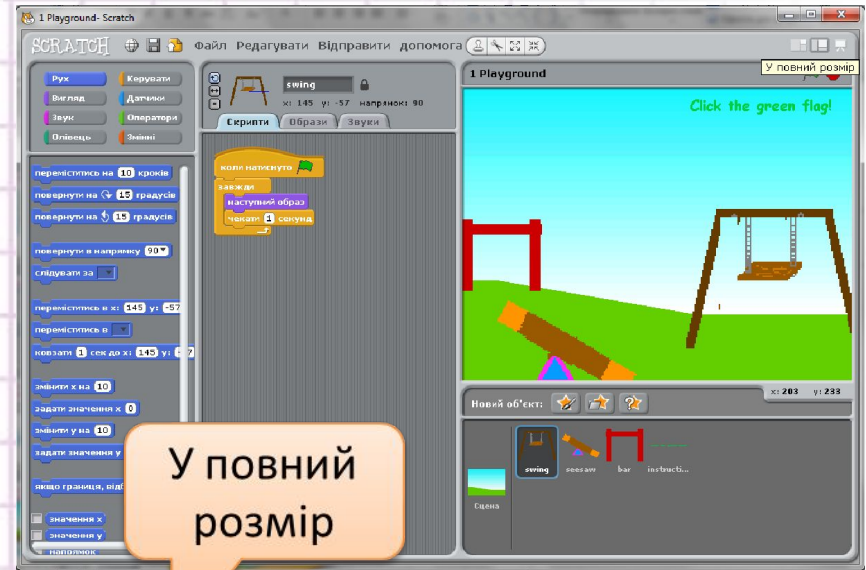 1 Playground- Scratch
SCRATCH Файл Редагувати Відправити допомога
У повний розмір
Рух Керувати
Вигляд Датчики
Звук Оператори
Олівець Змінні
swing
x: 145 y: -57 напрямок: 90
Скрипти Образи Звуки
1 Playground
Click the green flag!
переміститись на 10 кроків
повернути на 15 градусів
повернути на 15 градусів
повернути в напрямку 90
слідувати за
переміститись в x: 145 y: -57
переміститись в
ковзати 1 сек до x: 145 y:
змінити x на 10
задати значення x 0
змінити y на 10
задати значення y
якщо границя, від
значення x
значення y
напрямок
коли натиснуто
завжди
наступний образ
чекати 1 секунд
x: 203 y: 233
Новий об'єкт:
swing seesaw bar instructi...
Сцена
У повний
розмір